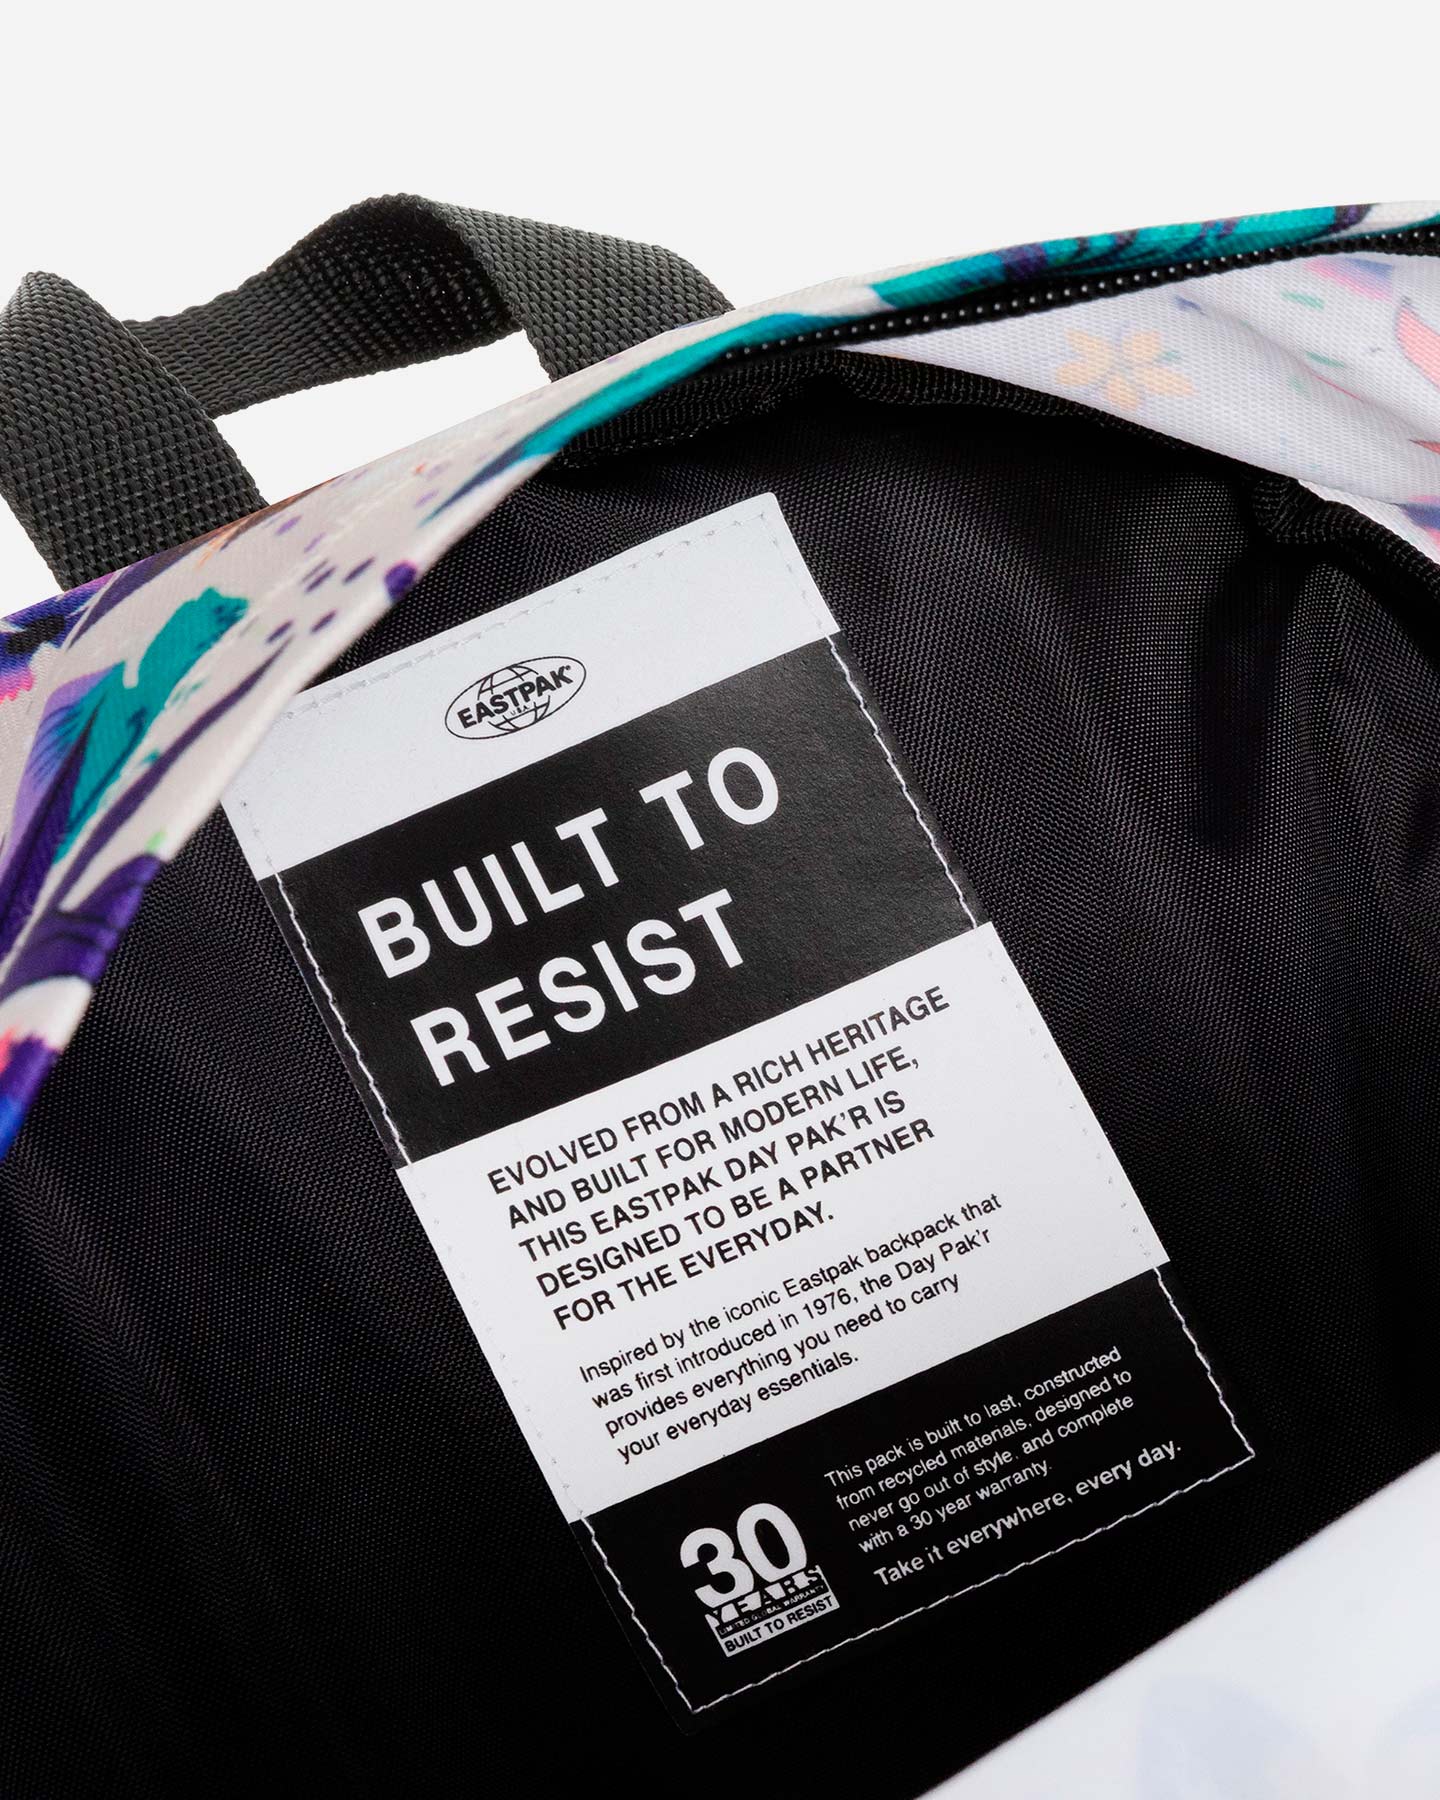 EASTPAK®
U.S.A.
BUILT TO
RESIST
EVOLVED FROM A RICH HERITAGE
AND BUILT FOR MODERN LIFE,
THIS EASTPAK DAY PAK'R IS
DESIGNED TO BE A PARTNER
FOR THE EVERYDAY.
Inspired by the iconic Eastpak backpack that
was first introduced in 1976, the Day Pak'r
provides everything you need to carry
your everyday essentials.
This pack is built to last, constructed
from recycled materials, designed to
never go out of style, and complete
with a 30 year warranty.
Take it everywhere, every day.
30
YEARS
LIMITED GLOBAL WARRANTY
BUILT TO RESIST